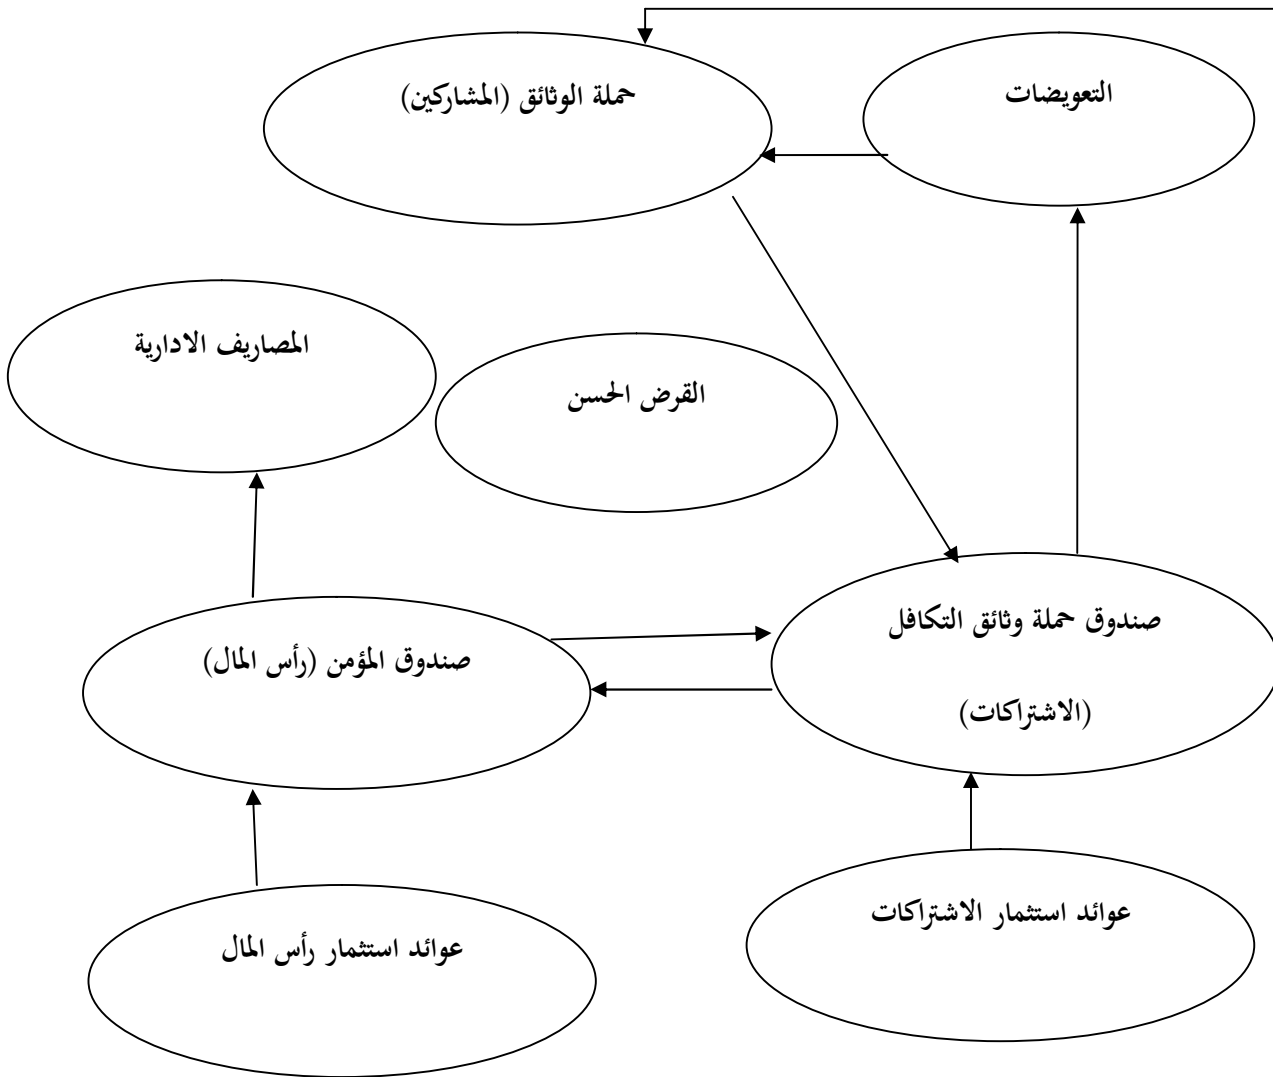 حملة الوثائق (المشاركين)
التعويضات
المصاريف الادارية
القرض الحسن
صندوق حملة وثائق التكافل
(الاشتراكات)
صندوق المؤمن (رأس المال)
عوائد استثمار الاشتراكات
عوائد استثمار رأس المال